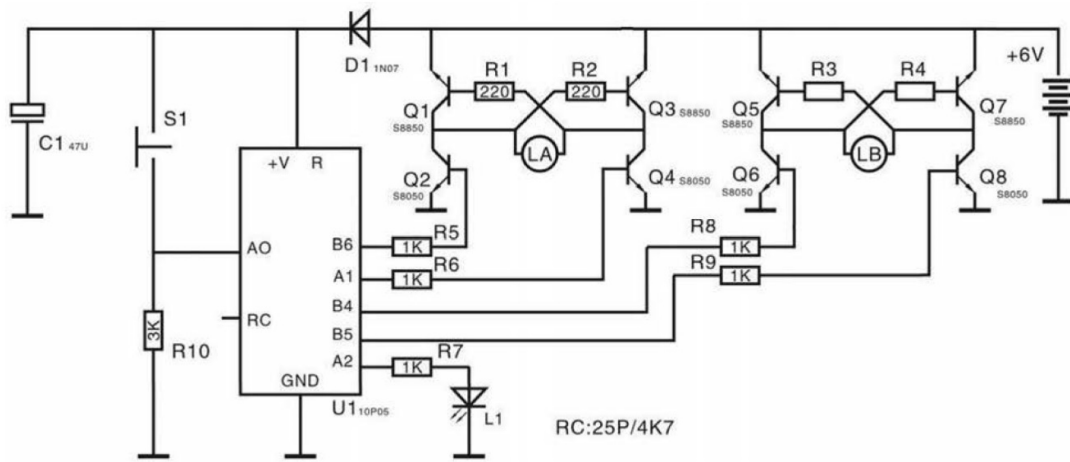 D1 1N07
R1
R2
R3
R4
+6V
220
220
Q1
S8850
Q3 S8850
Q5
S8850
Q7
S8850
S1
C1 47U
LA
LB
+V R
Q2
S8050
Q4 S8050
Q6
S8050
Q8
S8050
AO
B6
1K
R5
R8
1K
A1
1K
R6
R9
1K
B4
RC
B5
3K
R10
A2
1K
R7
GND
U1 10P05
L1
RC:25P/4K7